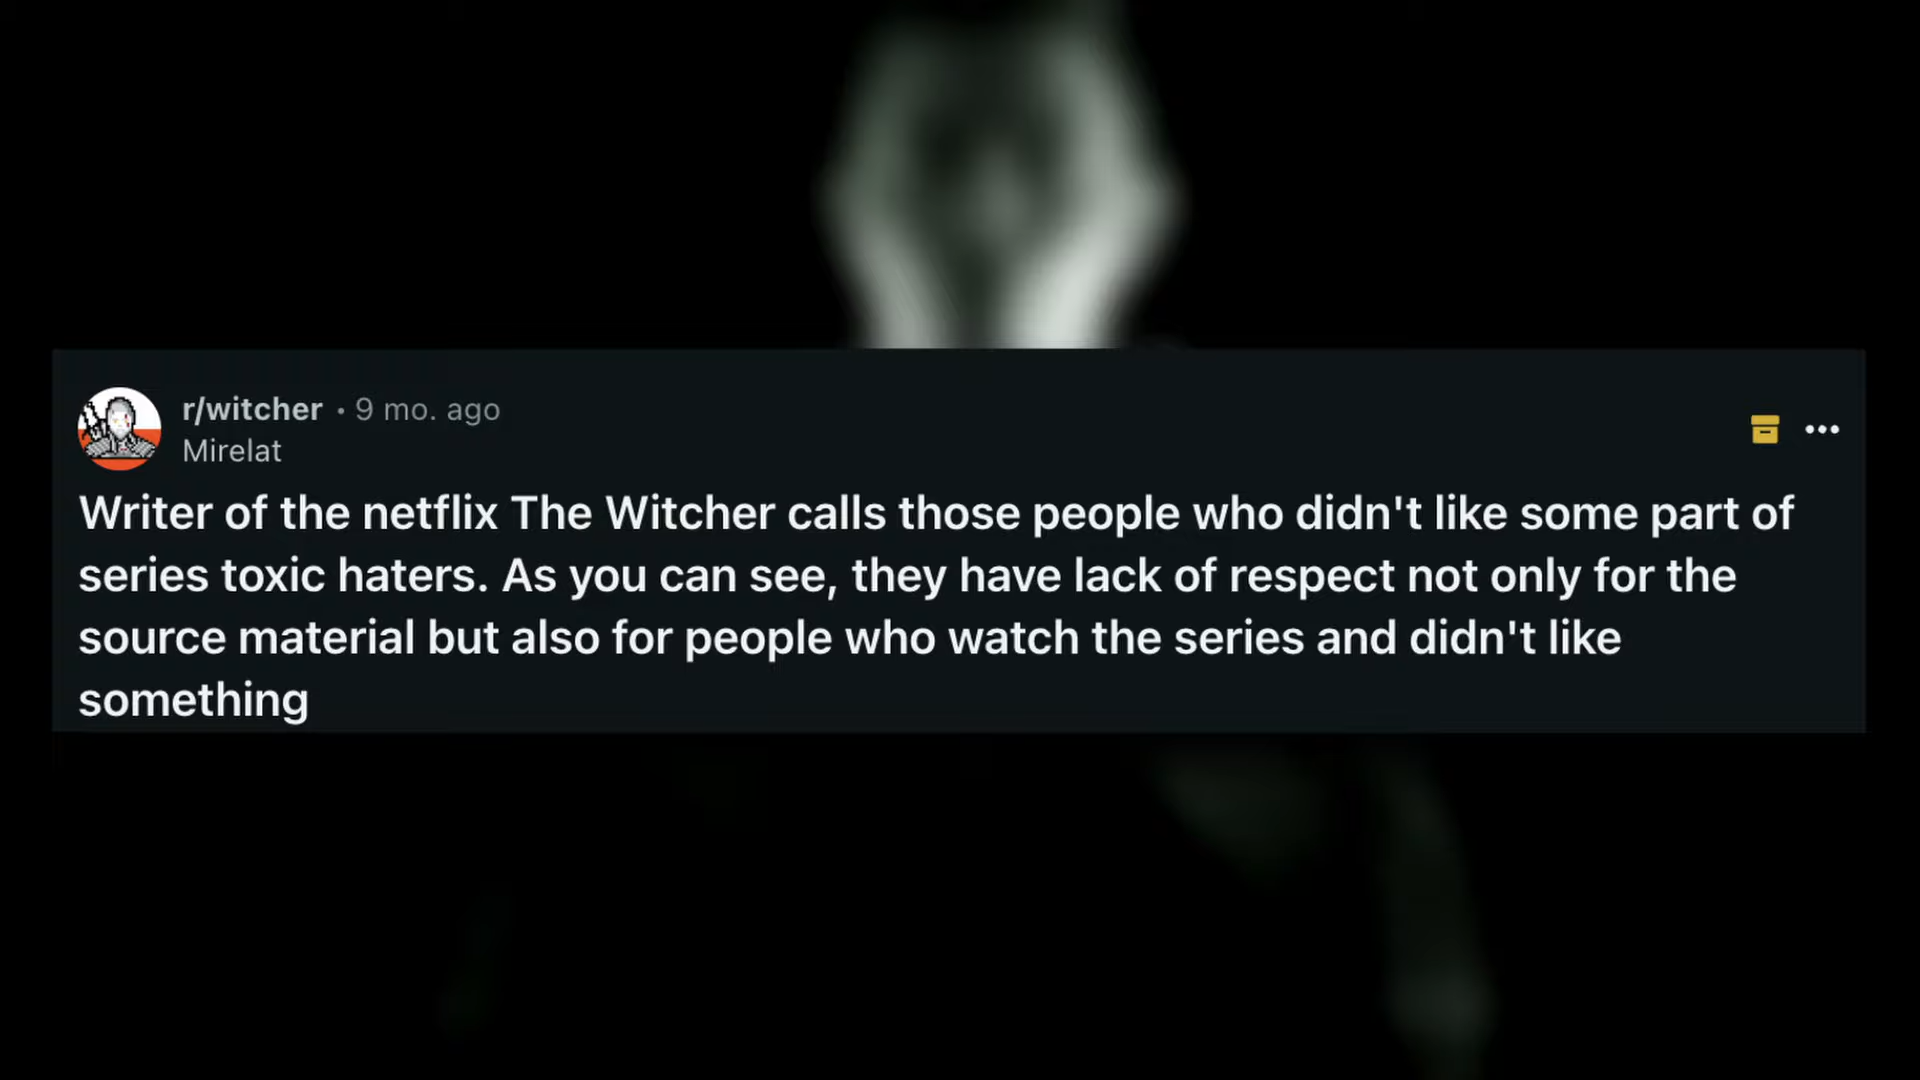 r/witcher • 9 mo. ago
Mirelat
Writer of the netflix The Witcher calls those people who didn't like some part of
series toxic haters. As you can see, they have lack of respect not only for the
source material but also for people who watch the series and didn't like
something